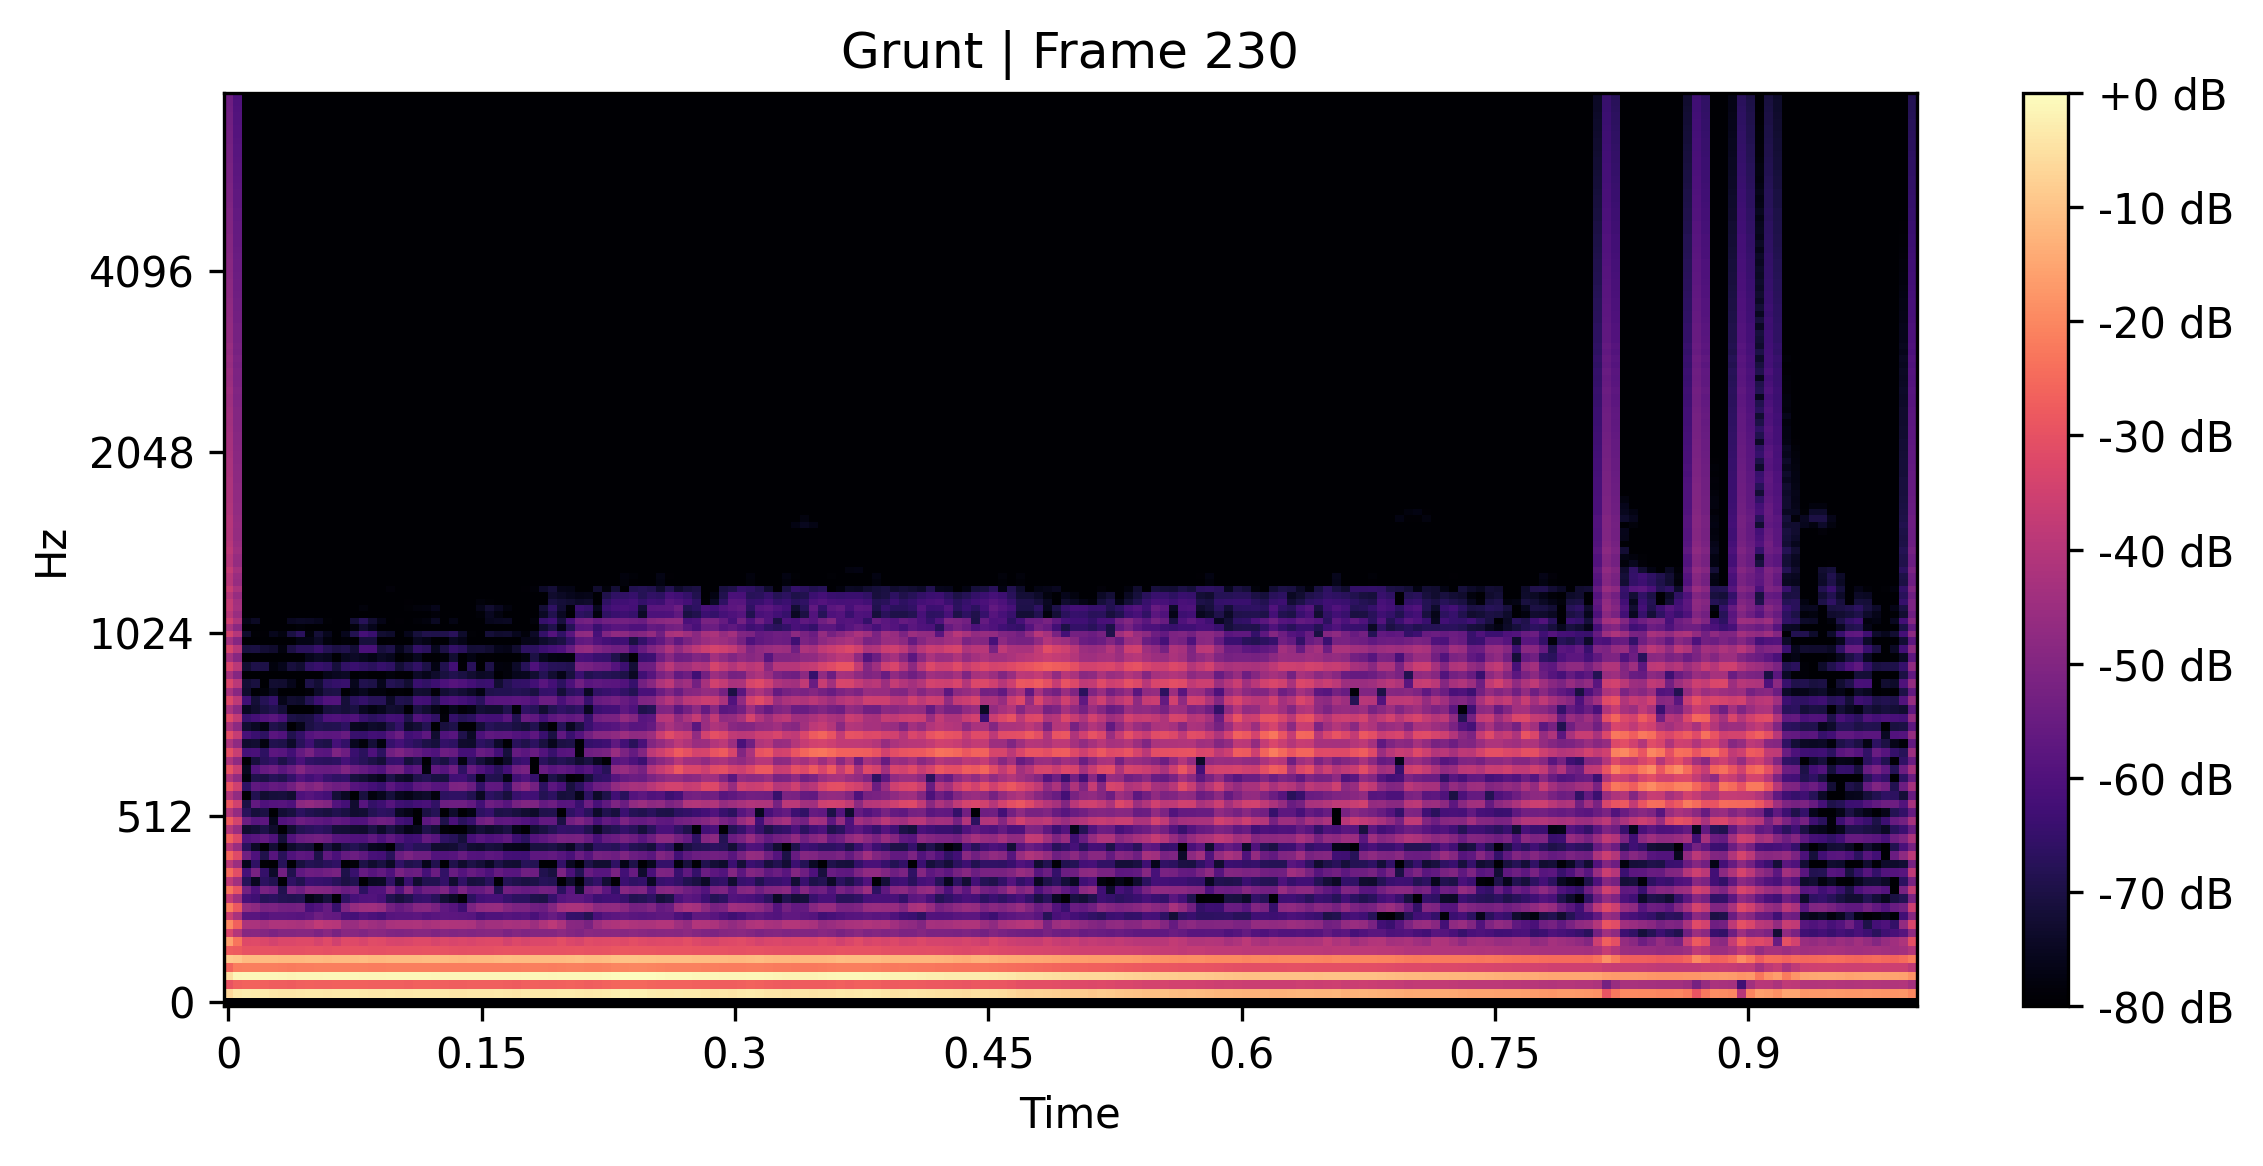 Grunt | Frame 230
+0 dB
-10 dB
-20 dB
-30 dB
-40 dB
-50 dB
-60 dB
-70 dB
-80 dB
Hz
4096
2048
1024
512
0
0 0.15 0.3 0.45 0.6 0.75 0.9
Time